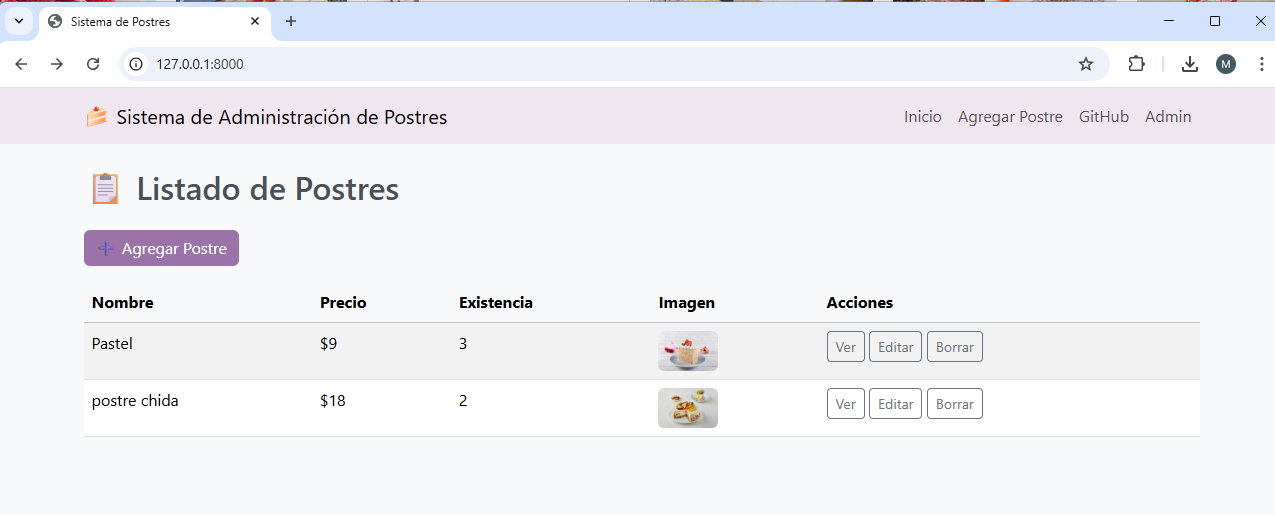 Sistema de Postres
127.0.0.1:8000
M
Sistema de Administración de Postres Inicio Agregar Postre GitHub Admin
Listado de Postres
Agregar Postre
Nombre Precio Existencia Imagen Acciones
Pastel $9 3 Ver Editar Borrar
postre chida $18 2 Ver Editar Borrar